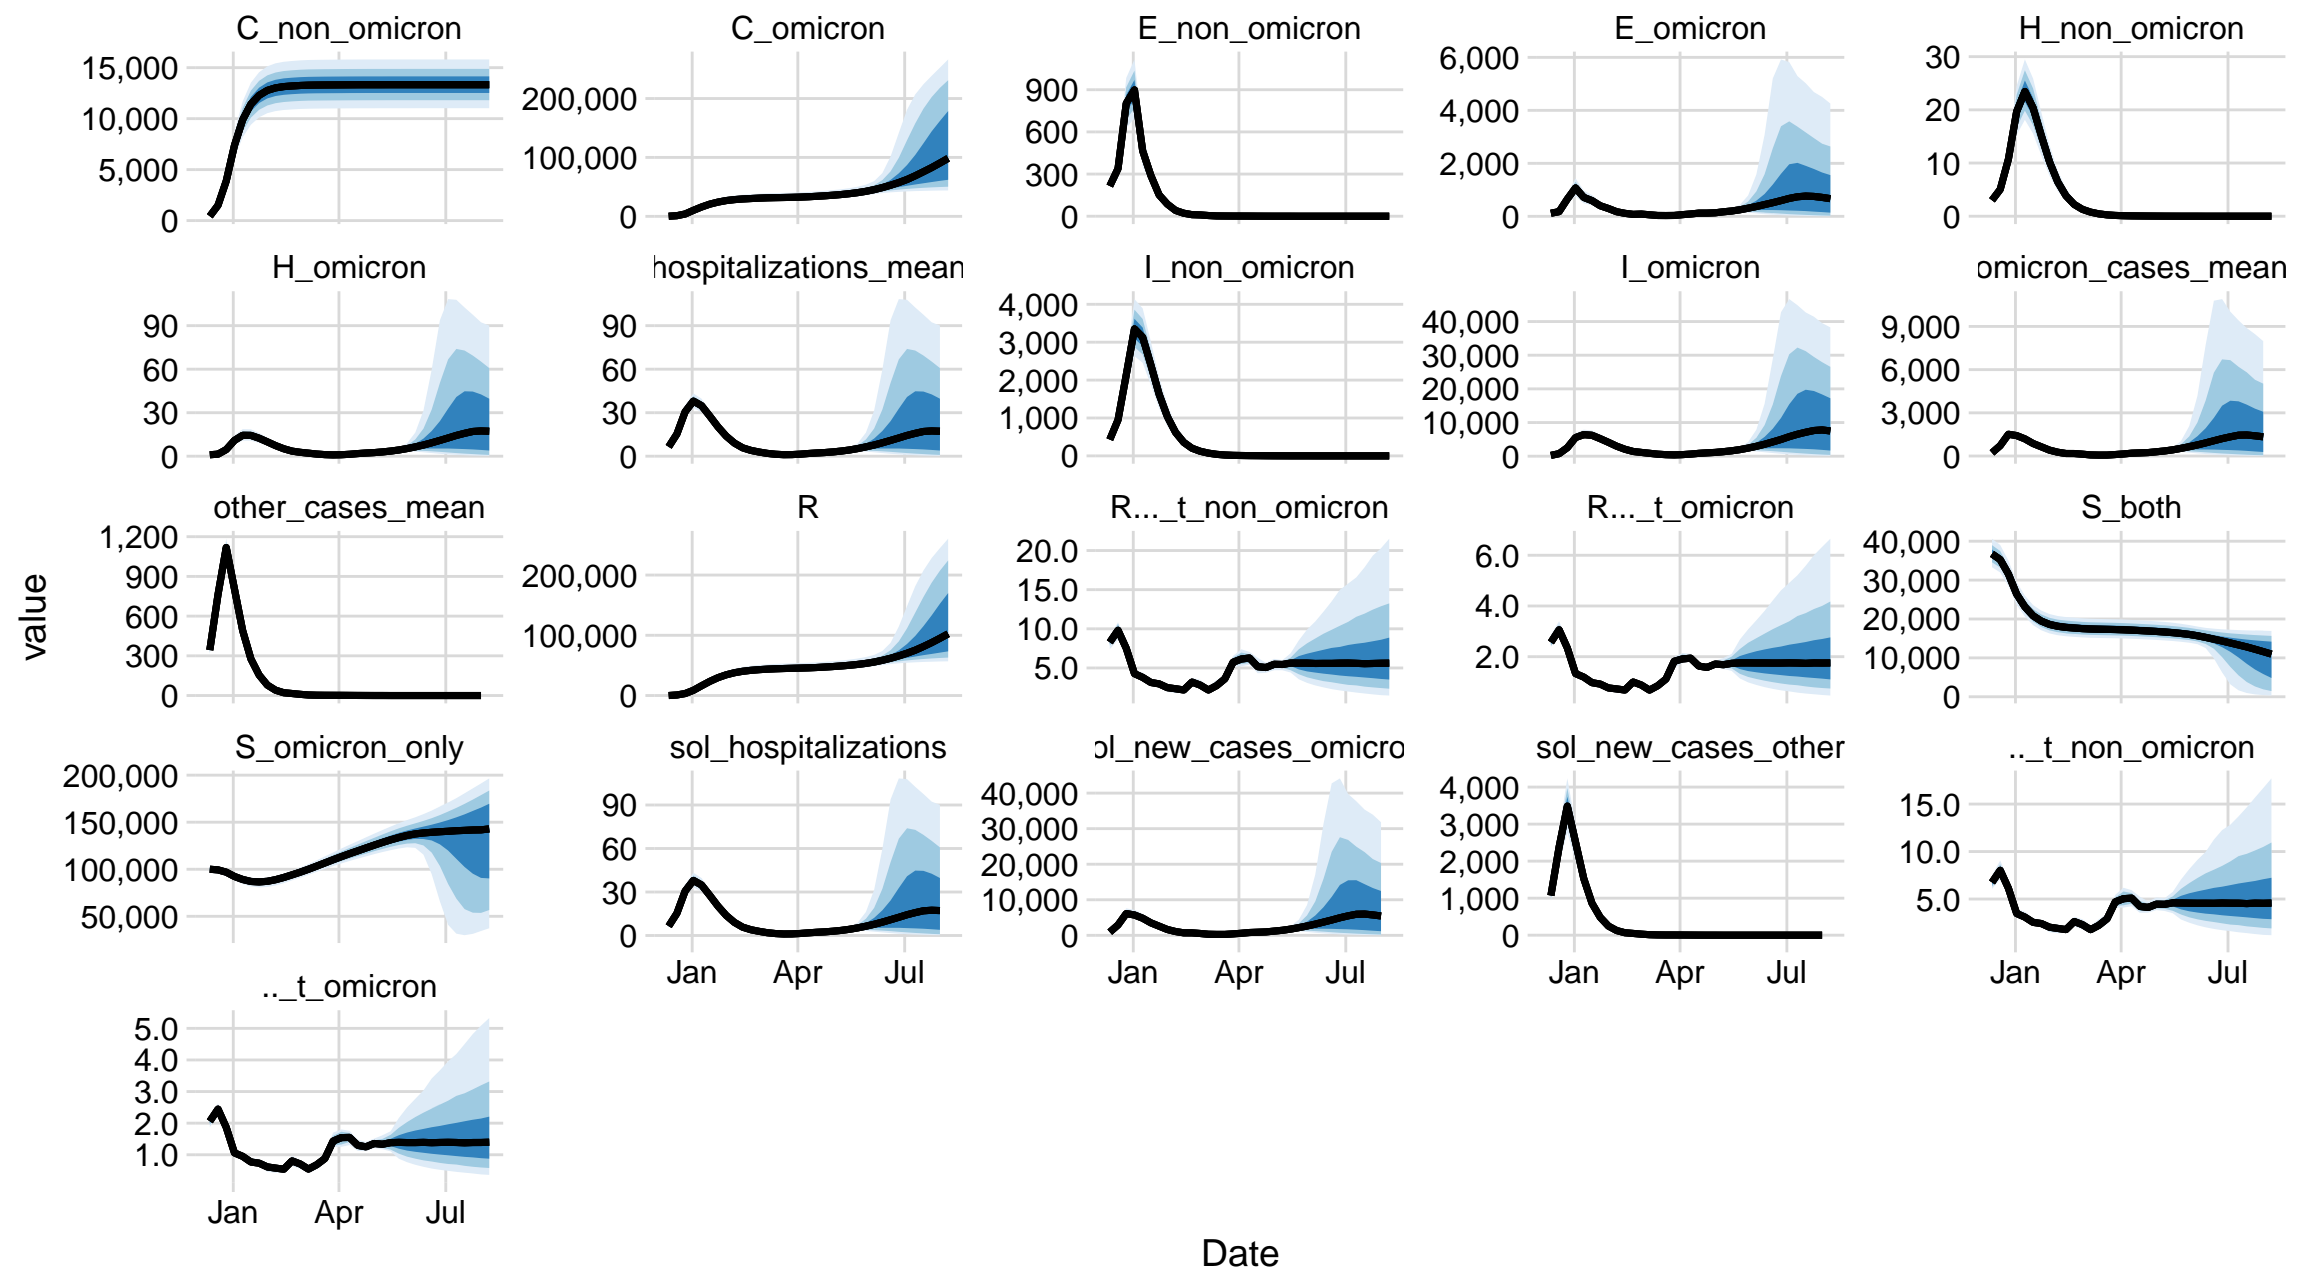 C_non_omicron C_omicron E_non_omicron E_omicron H_non_omicron
15,000 10,000 5,000 0
200,000 100,000 0
900 600 300 0
6,000 4,000 2,000 0
30 20 10 0
H_omicron hospitalizations_mean I_non_omicron I_omicron omicron_cases_mean
90 60 30 0
90 60 30 0
4,000 3,000 2,000 1,000 0
40,000 30,000 20,000 10,000 0
9,000 6,000 3,000 0
other_cases_mean R R..._t_non_omicron R..._t_omicron S_both
1,200 900 600 300 0
200,000 100,000 0
20.0 15.0 10.0 5.0
6.0 4.0 2.0
40,000 30,000 20,000 10,000 0
S_omicron_only sol_hospitalizations ol_new_cases_omicro sol_new_cases_other .._t_non_omicron
200,000 150,000 100,000 50,000
90 60 30 0
40,000 30,000 20,000 10,000 0
4,000 3,000 2,000 1,000 0
15.0 10.0 5.0
Jan Apr Jul Jan Apr Jul Jan Apr Jul Jan Apr Jul
.._t_omicron
5.0 4.0 3.0 2.0 1.0
Jan Apr Jul
value
Date